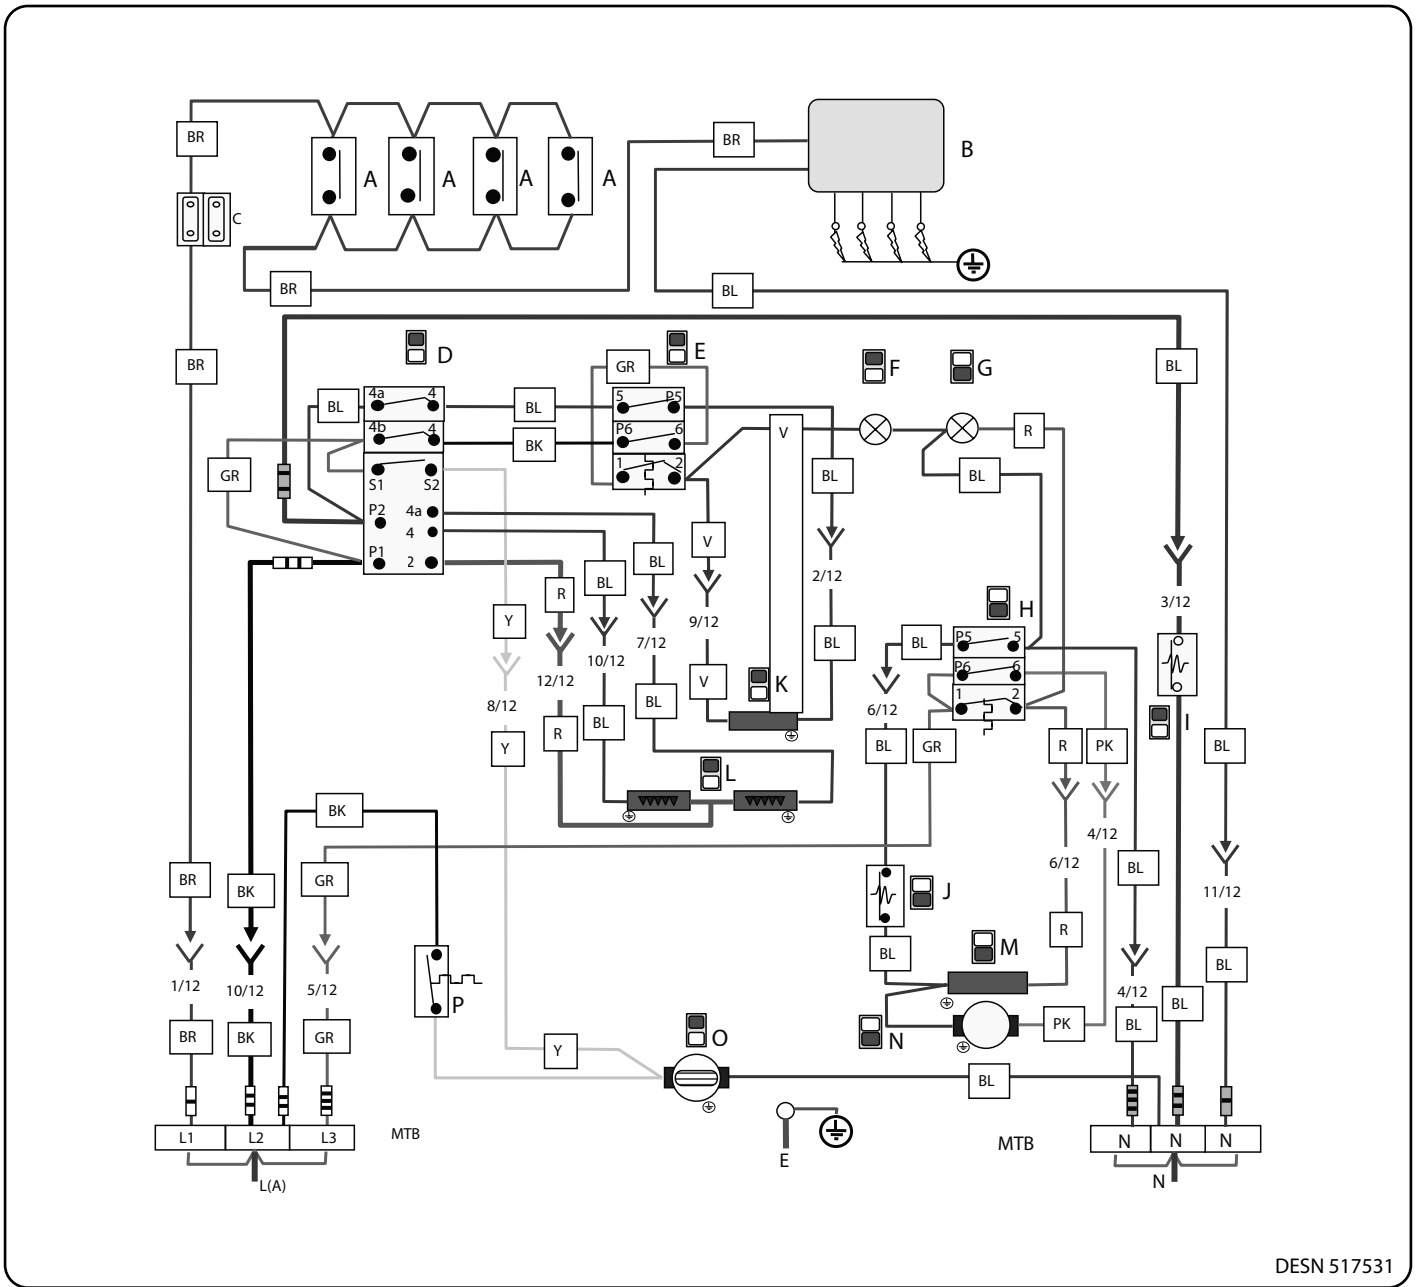 BR
BR
B
A
A
A
A
C
BR
BL
D
E
F
G
BR
GR
BL
4a
4
BL
BL
5
P5
V
R
4b
4
BK
P6
6
GR
S1
S2
1
2
BL
BL
P2
4a
4
V
P1
2
BL
BL
2/12
R
H
3/12
Y
9/12
7/12
10/12
BL
BL
P5
5
P6
6
12/12
V
K
1
2
8/12
BL
6/12
I
R
BL
Y
BL
GR
R
PK
BL
L
BK
4/12
6/12
BR
BK
GR
BL
11/12
J
R
M
BL
BL
1/12
10/12
5/12
P
4/12
BL
BR
BK
GR
N
PK
BL
O
Y
BL
L1
L2
L3
MTB
E
MTB
N
N
N
L(A)
N
DESN 517531